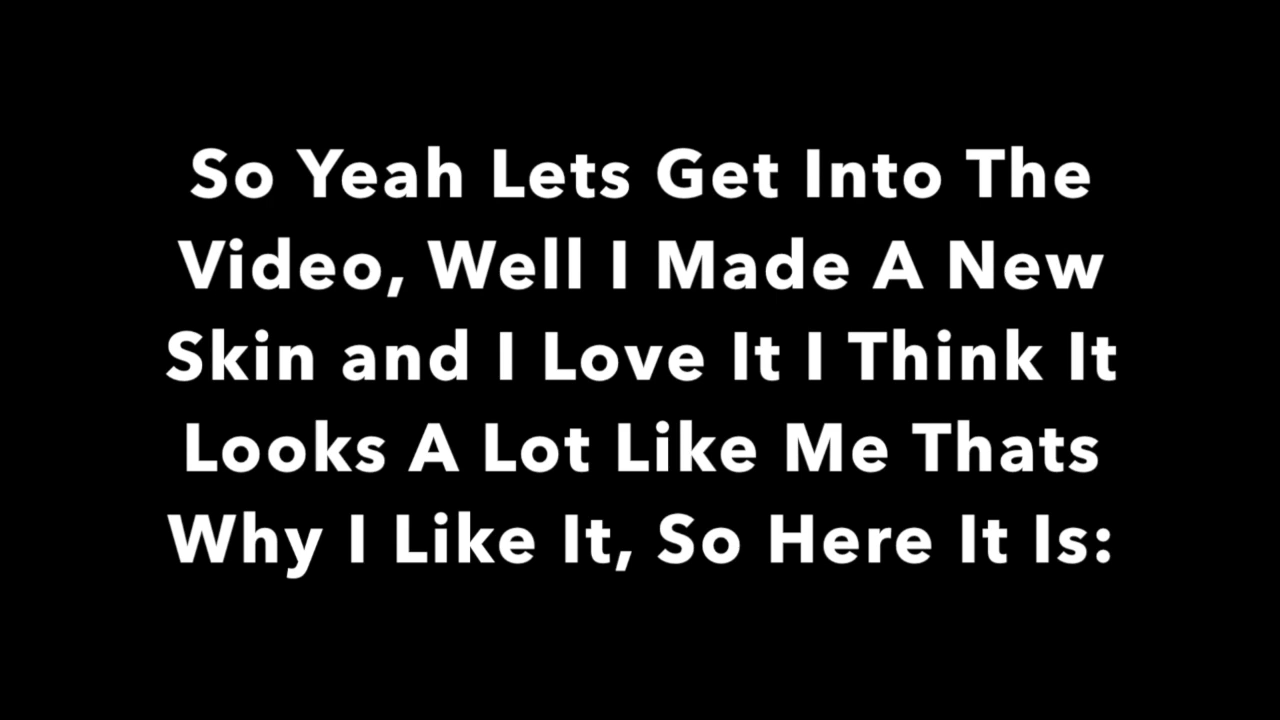 So Yeah Lets Get Into The
Video, Well I Made A New
Skin and I Love It I Think It
Looks A Lot Like Me Thats
Why I Like It, So Here It Is: